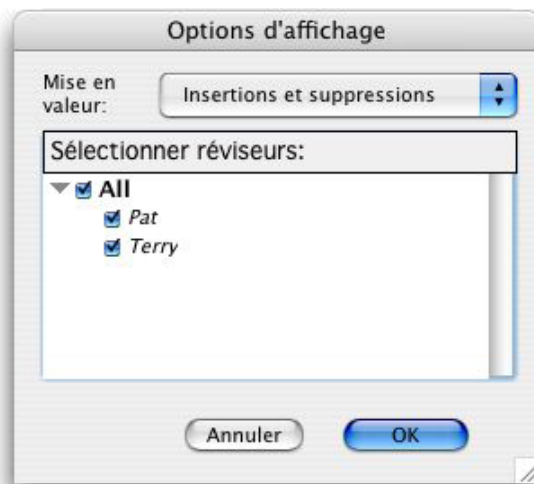 Options d'affichage
Mise en
valeur:
Insertions et suppressions
Sélectionner réviseurs:
All
Pat
Terry
Annuler
OK